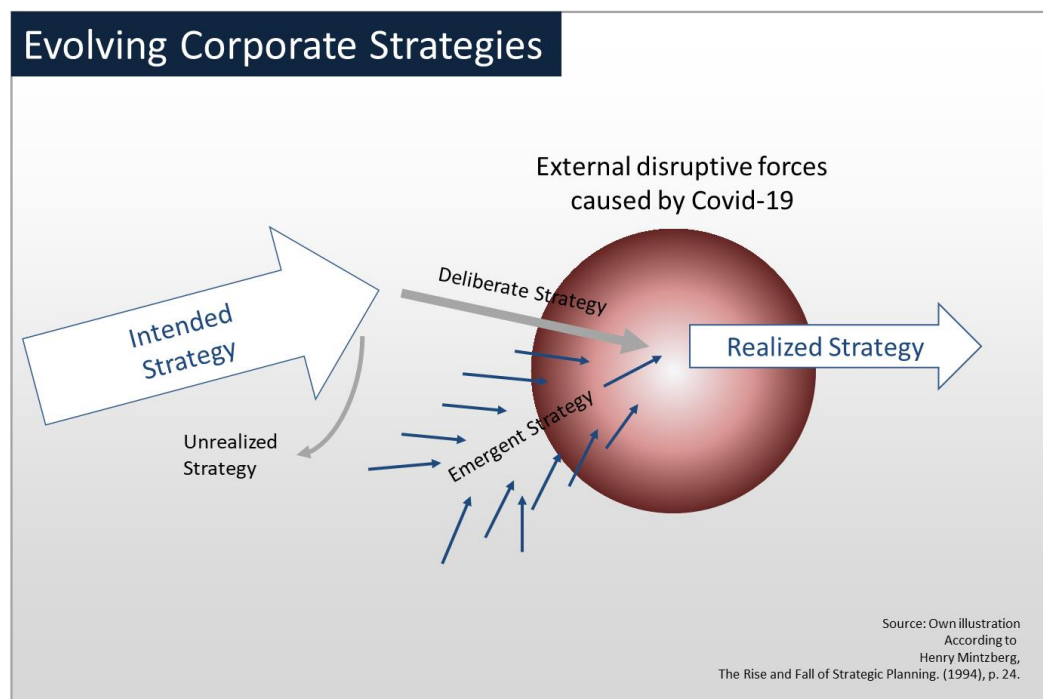 Evolving Corporate Strategies
External disruptive forces
caused by Covid-19
Deliberate Strategy
Intended
Strategy
Realized Strategy
Unrealized
Strategy
Emergent Strategy
Source: Own illustration
According to
Henry Mintzberg,
The Rise and Fall of Strategic Planning. (1994), p. 24.